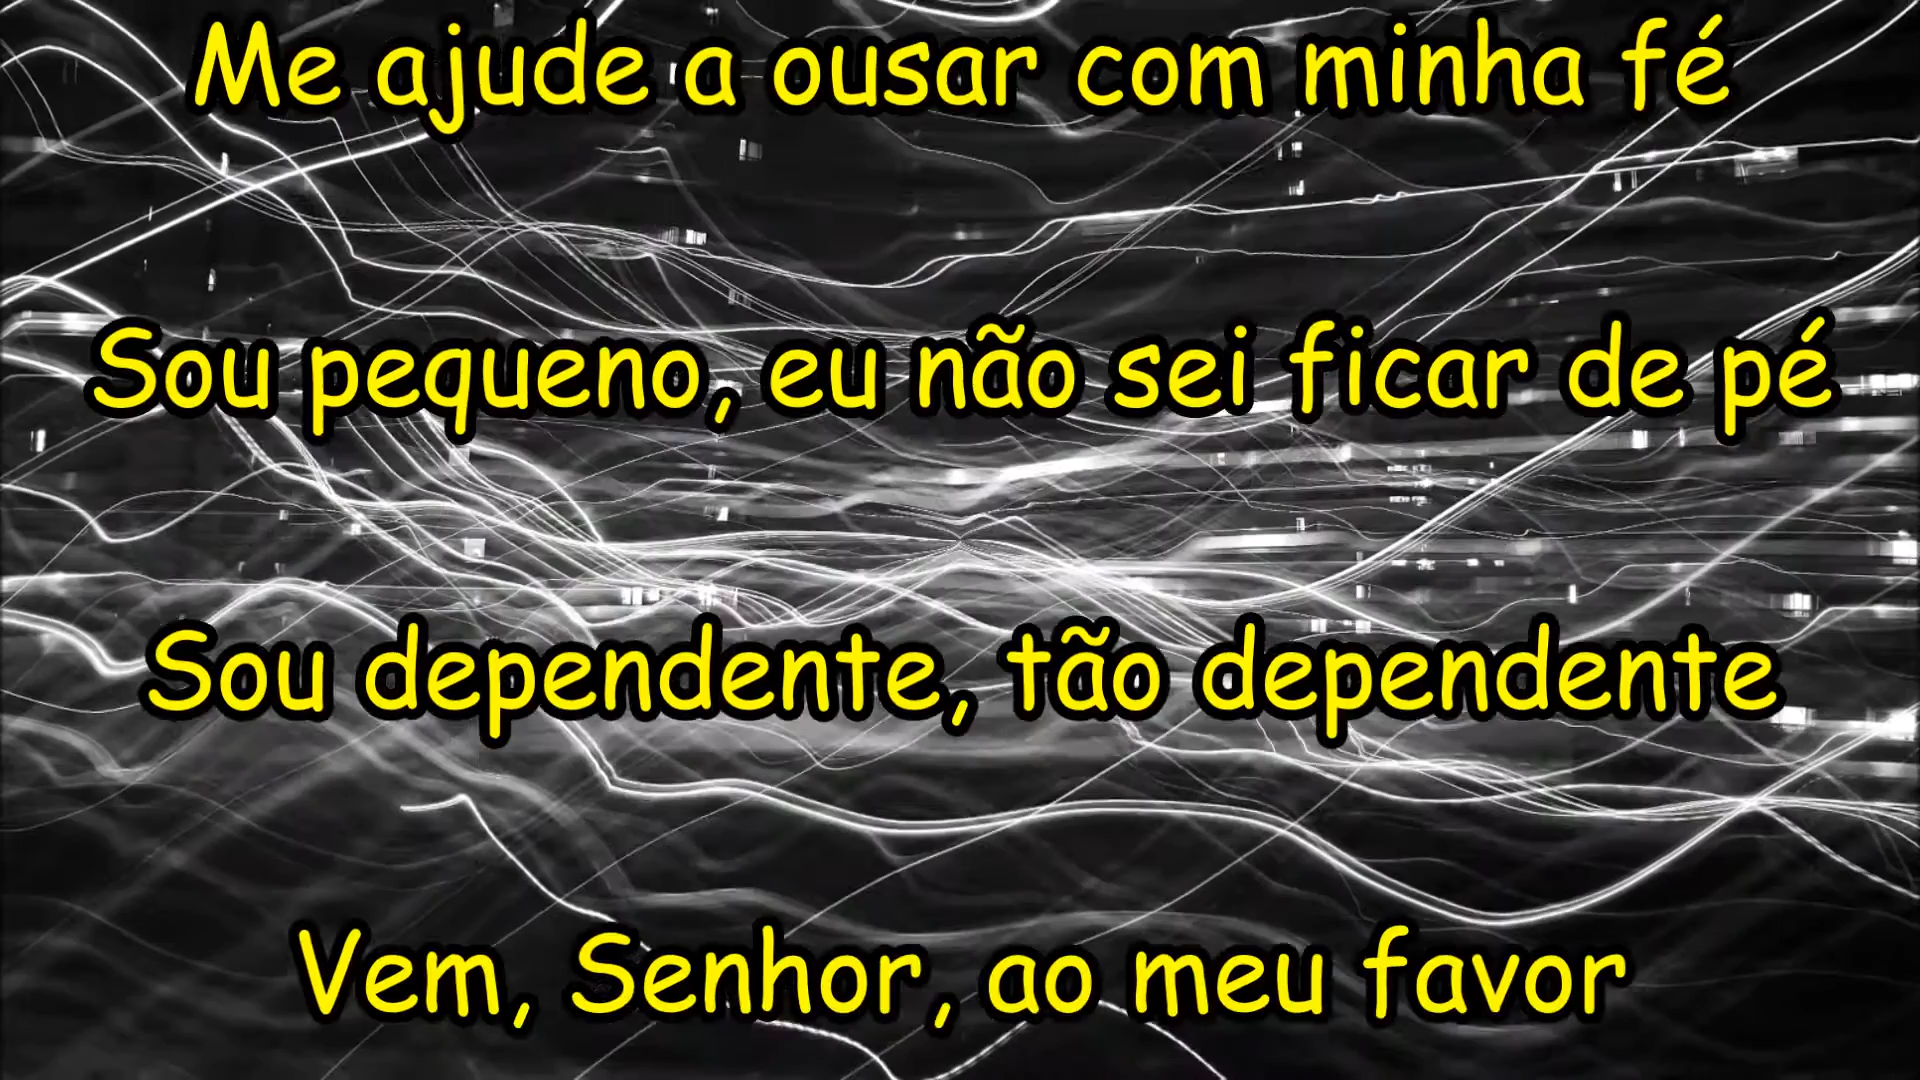 Me ajude a ousar com minha fé
Sou pequeno, eu não sei ficar de pé
Sou dependente, tão dependente
Vem, Senhor, ao meu favor